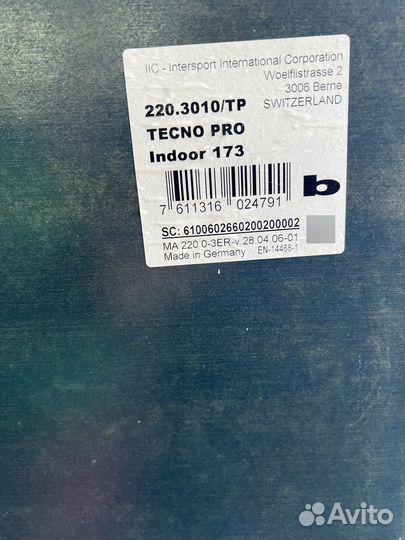 IIC - Intersport International Corporation
Woelflistrasse 2
3006 Berne
SWITZERLAND
220.3010/TP
TECNO PRO
Indoor 173
b
7 611316 024791
SC: 6100602660200200002
MA 220.0-3ER-v.28.04.06-01
Made in Germany EN-14468-1
Avito